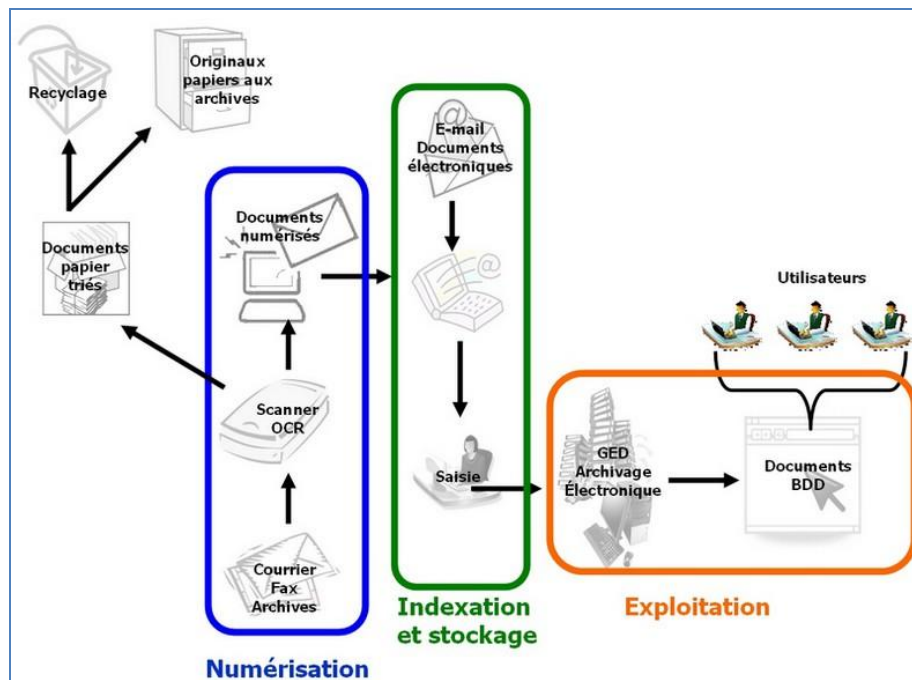 Recyclage
Originaux
papiers aux
archives
Documents
papier
triés
Documents
numérisés
Scanner
OCR
Courrier
Fax
Archives
Numérisation
E-mail
Documents
électroniques
@
@
Saisie
Indexation
et stockage
GED
Archivage
Électronique
Documents
BDD
Utilisateurs
Exploitation